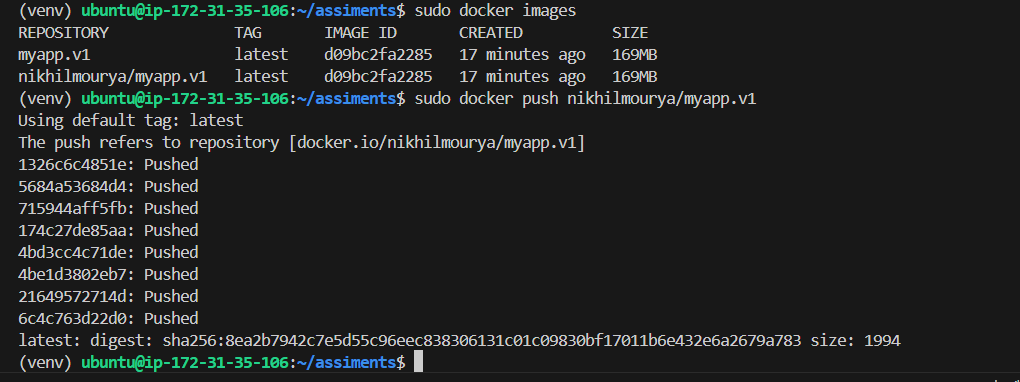 (venv) ubuntu@ip-172-31-35-106:~/assiments$ sudo docker images
REPOSITORY TAG IMAGE ID CREATED SIZE
myapp.v1 latest d09bc2fa2285 17 minutes ago 169MB
nikhilmourya/myapp.v1 latest d09bc2fa2285 17 minutes ago 169MB
(venv) ubuntu@ip-172-31-35-106:~/assiments$ sudo docker push nikhilmourya/myapp.v1
Using default tag: latest
The push refers to repository [docker.io/nikhilmourya/myapp.v1]
1326c6c4851e: Pushed
5684a53684d4: Pushed
715944aff5fb: Pushed
174c27de85aa: Pushed
4bd3cc4c71de: Pushed
4be1d3802eb7: Pushed
21649572714d: Pushed
6c4c763d22d0: Pushed
latest: digest: sha256:8ea2b7942c7e5d55c96eec838306131c01c09830bf17011b6e432e6a2679a783 size: 1994
(venv) ubuntu@ip-172-31-35-106:~/assiments$